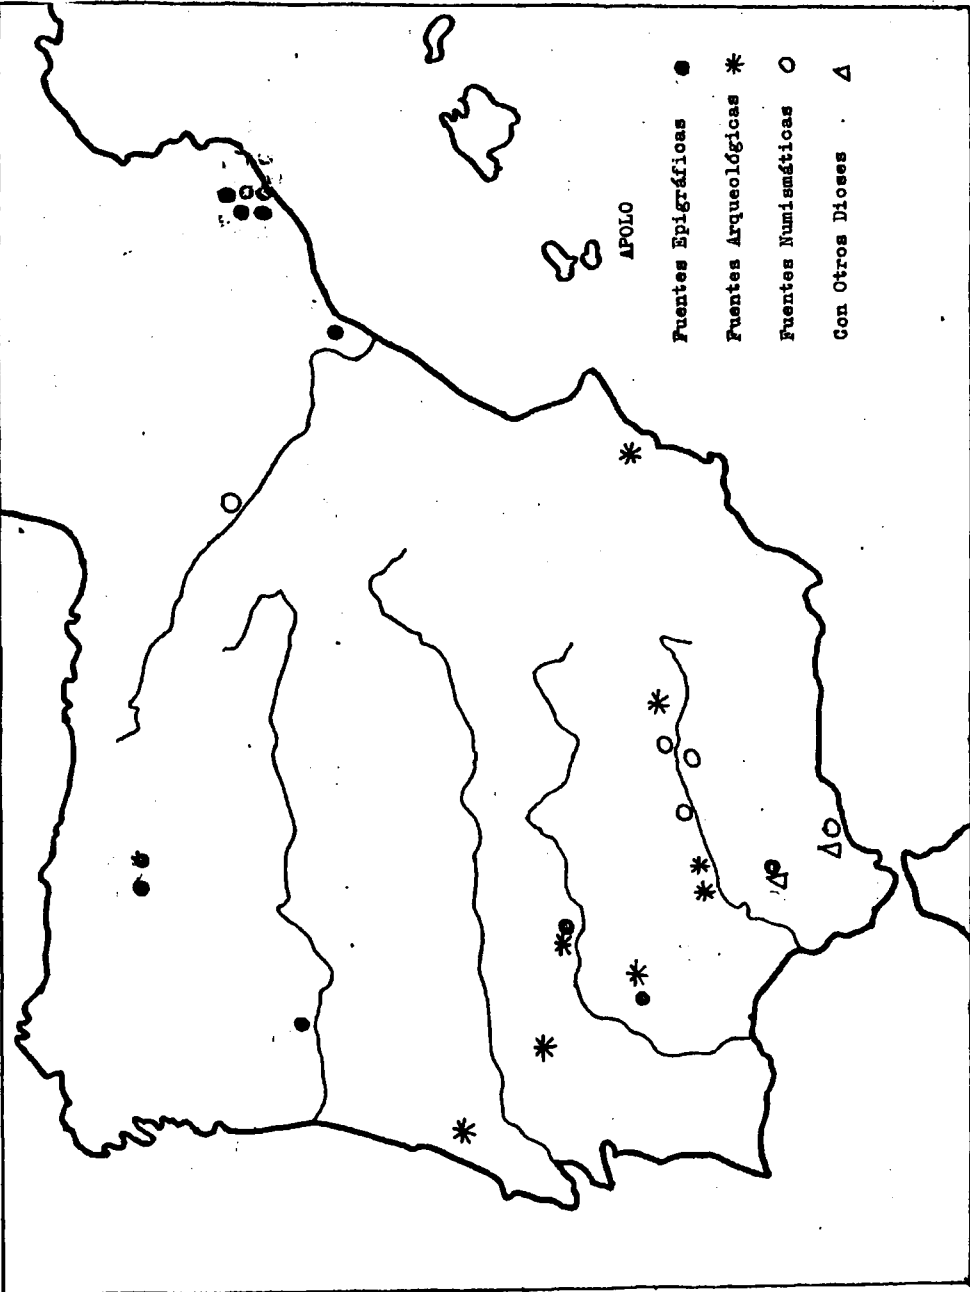 APOLO
Fuentes Epigráficas
Fuentes Arqueológicas
Fuentes Numismáticas
Con Otros Dioses